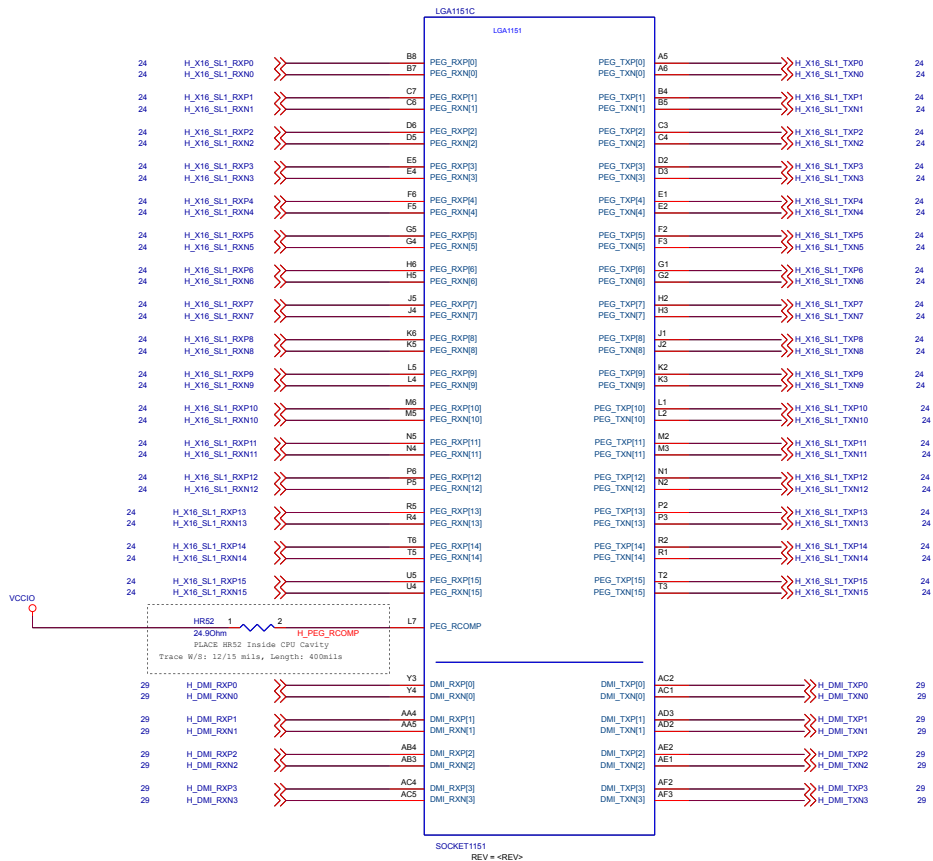 LGA1151C
LGA1151
24 H_X16_SL1_RXP0 B8 PEG_RXP[0] PEG_TXP[0] A5 H_X16_SL1_TXP0 24
24 H_X16_SL1_RXN0 B7 PEG_RXN[0] PEG_TXN[0] A6 H_X16_SL1_TXN0 24
24 H_X16_SL1_RXP1 C7 PEG_RXP[1] PEG_TXP[1] B4 H_X16_SL1_TXP1 24
24 H_X16_SL1_RXN1 C6 PEG_RXN[1] PEG_TXN[1] B5 H_X16_SL1_TXN1 24
24 H_X16_SL1_RXP2 D6 PEG_RXP[2] PEG_TXP[2] C3 H_X16_SL1_TXP2 24
24 H_X16_SL1_RXN2 D5 PEG_RXN[2] PEG_TXN[2] C4 H_X16_SL1_TXN2 24
24 H_X16_SL1_RXP3 E5 PEG_RXP[3] PEG_TXP[3] D2 H_X16_SL1_TXP3 24
24 H_X16_SL1_RXN3 E4 PEG_RXN[3] PEG_TXN[3] D3 H_X16_SL1_TXN3 24
24 H_X16_SL1_RXP4 F6 PEG_RXP[4] PEG_TXP[4] E1 H_X16_SL1_TXP4 24
24 H_X16_SL1_RXN4 F5 PEG_RXN[4] PEG_TXN[4] E2 H_X16_SL1_TXN4 24
24 H_X16_SL1_RXP5 G5 PEG_RXP[5] PEG_TXP[5] F2 H_X16_SL1_TXP5 24
24 H_X16_SL1_RXN5 G4 PEG_RXN[5] PEG_TXN[5] F3 H_X16_SL1_TXN5 24
24 H_X16_SL1_RXP6 H6 PEG_RXP[6] PEG_TXP[6] G1 H_X16_SL1_TXP6 24
24 H_X16_SL1_RXN6 H5 PEG_RXN[6] PEG_TXN[6] G2 H_X16_SL1_TXN6 24
24 H_X16_SL1_RXP7 J5 PEG_RXP[7] PEG_TXP[7] H2 H_X16_SL1_TXP7 24
24 H_X16_SL1_RXN7 J4 PEG_RXN[7] PEG_TXN[7] H3 H_X16_SL1_TXN7 24
24 H_X16_SL1_RXP8 K6 PEG_RXP[8] PEG_TXP[8] J1 H_X16_SL1_TXP8 24
24 H_X16_SL1_RXN8 K5 PEG_RXN[8] PEG_TXN[8] J2 H_X16_SL1_TXN8 24
24 H_X16_SL1_RXP9 L5 PEG_RXP[9] PEG_TXP[9] K2 H_X16_SL1_TXP9 24
24 H_X16_SL1_RXN9 L4 PEG_RXN[9] PEG_TXN[9] K3 H_X16_SL1_TXN9 24
24 H_X16_SL1_RXP10 M6 PEG_RXP[10] PEG_TXP[10] L1 H_X16_SL1_TXP10 24
24 H_X16_SL1_RXN10 M5 PEG_RXN[10] PEG_TXN[10] L2 H_X16_SL1_TXN10 24
24 H_X16_SL1_RXP11 N5 PEG_RXP[11] PEG_TXP[11] M2 H_X16_SL1_TXP11 24
24 H_X16_SL1_RXN11 N4 PEG_RXN[11] PEG_TXN[11] M3 H_X16_SL1_TXN11 24
24 H_X16_SL1_RXP12 P6 PEG_RXP[12] PEG_TXP[12] N1 H_X16_SL1_TXP12 24
24 H_X16_SL1_RXN12 P5 PEG_RXN[12] PEG_TXN[12] N2 H_X16_SL1_TXN12 24
24 H_X16_SL1_RXP13 R5 PEG_RXP[13] PEG_TXP[13] P2 H_X16_SL1_TXP13 24
24 H_X16_SL1_RXN13 R4 PEG_RXN[13] PEG_TXN[13] P3 H_X16_SL1_TXN13 24
24 H_X16_SL1_RXP14 T6 PEG_RXP[14] PEG_TXP[14] R2 H_X16_SL1_TXP14 24
24 H_X16_SL1_RXN14 T5 PEG_RXN[14] PEG_TXN[14] R1 H_X16_SL1_TXN14 24
24 H_X16_SL1_RXP15 U5 PEG_RXP[15] PEG_TXP[15] T2 H_X16_SL1_TXP15 24
24 H_X16_SL1_RXN15 U4 PEG_RXN[15] PEG_TXN[15] T3 H_X16_SL1_TXN15 24
VCCIO
HR52 1 2 L7 PEG_RCOMP
24.9Ohm H_PEG_RCOMP
PLACE HR52 Inside CPU Cavity
Trace W/S: 12/15 mils, Length: 400mils
29 H_DMI_RXP0 Y3 DMI_RXP[0] DMI_TXP[0] AC2 H_DMI_TXP0 29
29 H_DMI_RXN0 Y4 DMI_RXN[0] DMI_TXN[0] AC1 H_DMI_TXN0 29
29 H_DMI_RXP1 AA4 DMI_RXP[1] DMI_TXP[1] AD3 H_DMI_TXP1 29
29 H_DMI_RXN1 AA5 DMI_RXN[1] DMI_TXN[1] AD2 H_DMI_TXN1 29
29 H_DMI_RXP2 AB4 DMI_RXP[2] DMI_TXP[2] AE2 H_DMI_TXP2 29
29 H_DMI_RXN2 AB3 DMI_RXN[2] DMI_TXN[2] AE1 H_DMI_TXN2 29
29 H_DMI_RXP3 AC4 DMI_RXP[3] DMI_TXP[3] AF2 H_DMI_TXP3 29
29 H_DMI_RXN3 AC5 DMI_RXN[3] DMI_TXN[3] AF3 H_DMI_TXN3 29
SOCKET1151
REV = <REV>